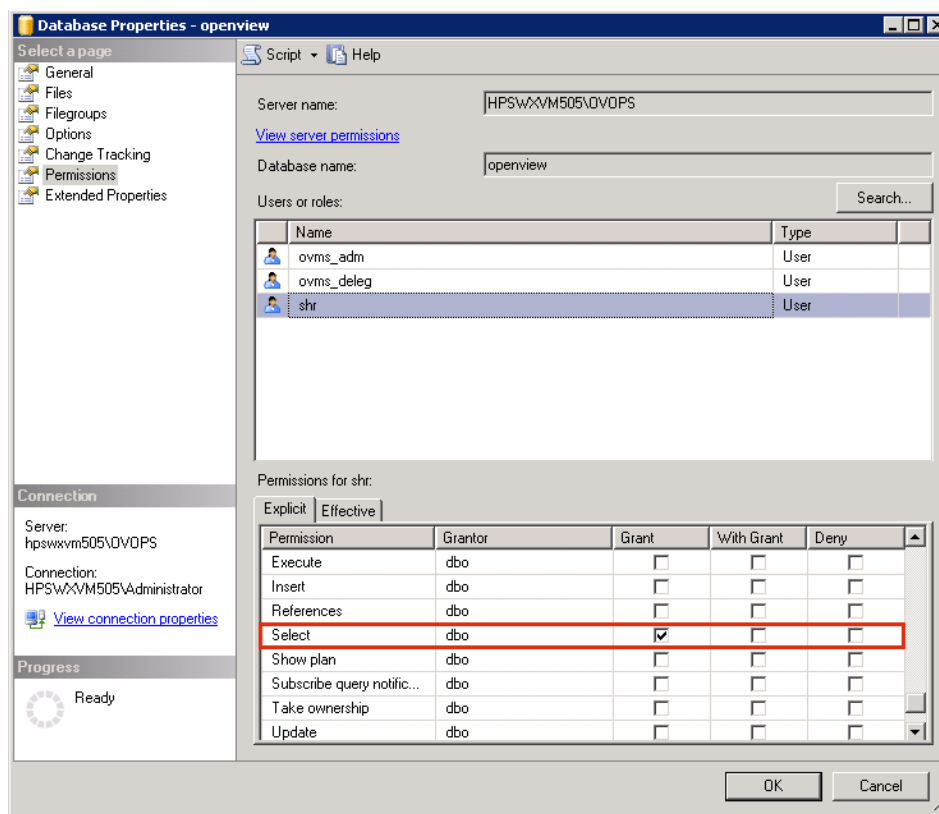 Database Properties - openview
Select a page
General
Files
Filegroups
Options
Change Tracking
Permissions
Extended Properties
Script Help
Server name: HPSWXVM505\OVOPS
View server permissions
Database name: openview
Users or roles: Search...
Name Type
ovms_adm User
ovms_deleg User
shr User
Permissions for shr:
Explicit Effective
Permission Grantor Grant With Grant Deny
Execute dbo
Insert dbo
References dbo
Select dbo
Show plan dbo
Subscribe query notific... dbo
Take ownership dbo
Update dbo
Connection
Server:
hpswxvm505\OVOPS
Connection:
HPSWXVM505\Administrator
View connection properties
Progress
Ready
OK Cancel